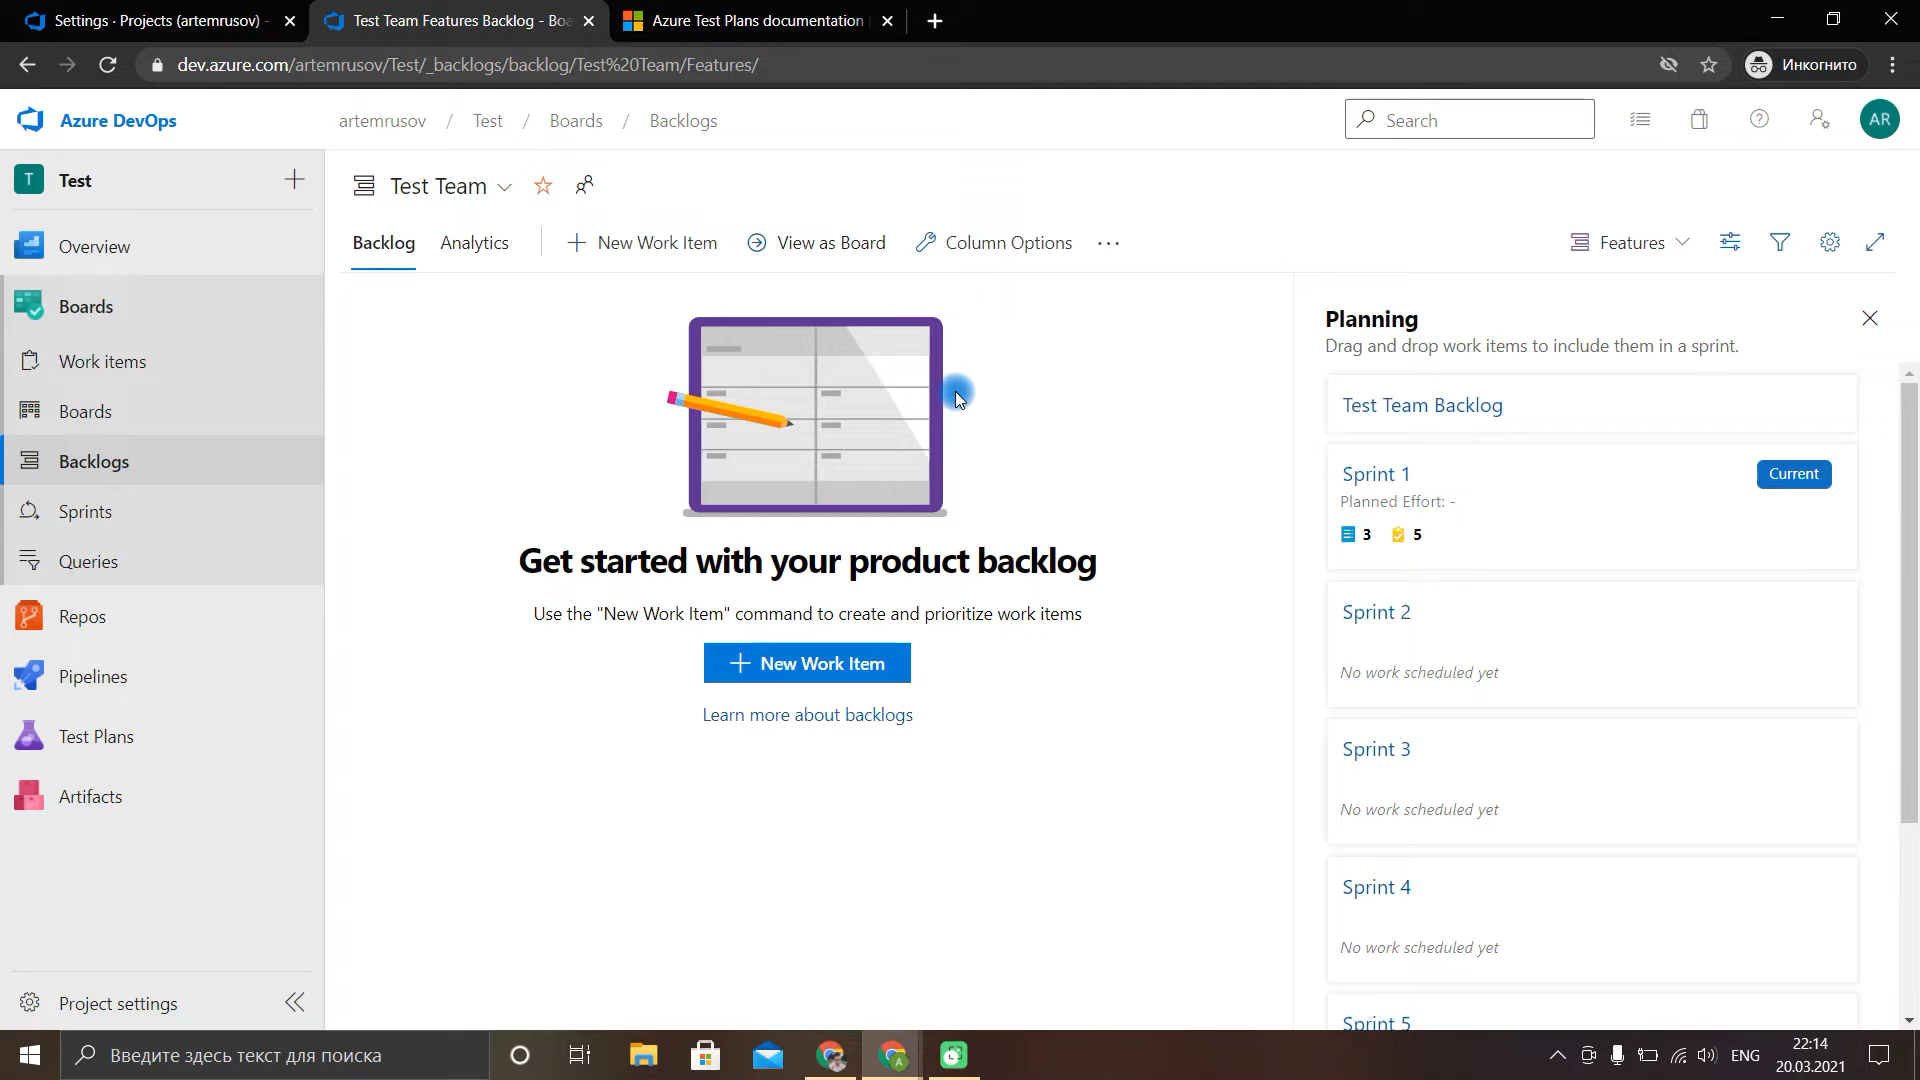 Settings · Projects (artemrusov) -
Test Team Features Backlog - Boa
Azure Test Plans documentation
dev.azure.com/artemrusov/Test/_backlogs/backlog/Test%20Team/Features/
Инкогнито
Azure DevOps
artemrusov / Test / Boards / Backlogs
Search
AR
T Test
Test Team
Overview
Backlog Analytics New Work Item View as Board Column Options Features
Boards
Work items
Boards
Backlogs
Sprints
Queries
Repos
Pipelines
Test Plans
Artifacts
Project settings
Get started with your product backlog
Use the "New Work Item" command to create and prioritize work items
New Work Item
Learn more about backlogs
Planning
Drag and drop work items to include them in a sprint.
Test Team Backlog
Sprint 1 Current
Planned Effort: -
3 5
Sprint 2
No work scheduled yet
Sprint 3
No work scheduled yet
Sprint 4
No work scheduled yet
Sprint 5
Введите здесь текст для поиска
A
ENG
22:14
20.03.2021